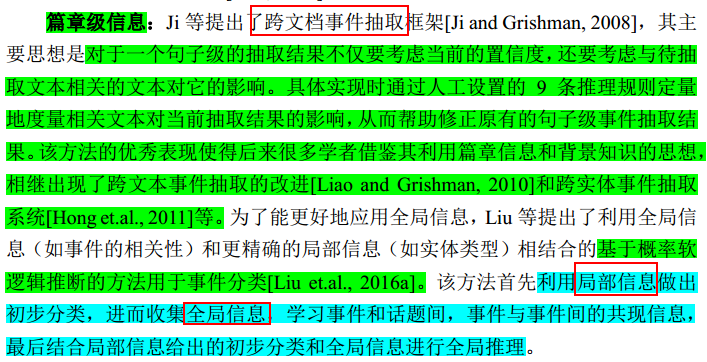 篇章级信息：Ji 等提出了跨文档事件抽取框架[Ji and Grishman, 2008]，其主
要思想是对于一个句子级的抽取结果不仅要考虑当前的置信度，还要考虑与待抽
取文本相关的文本对它的影响。具体实现时通过人工设置的 9 条推理规则定量
地度量相关文本对当前抽取结果的影响，从而帮助修正原有的句子级事件抽取结
果。该方法的优秀表现使得后来很多学者借鉴其利用篇章信息和背景知识的思想，
相继出现了跨文本事件抽取的改进[Liao and Grishman, 2010]和跨实体事件抽取
系统[Hong et.al., 2011]等。为了能更好地应用全局信息，Liu 等提出了利用全局信
息（如事件的相关性）和更精确的局部信息（如实体类型）相结合的基于概率软
逻辑推断的方法用于事件分类[Liu et.al., 2016a]。该方法首先利用局部信息做出
初步分类，进而收集全局信息，学习事件和话题间，事件与事件间的共现信息，
最后结合局部信息给出的初步分类和全局信息进行全局推理。